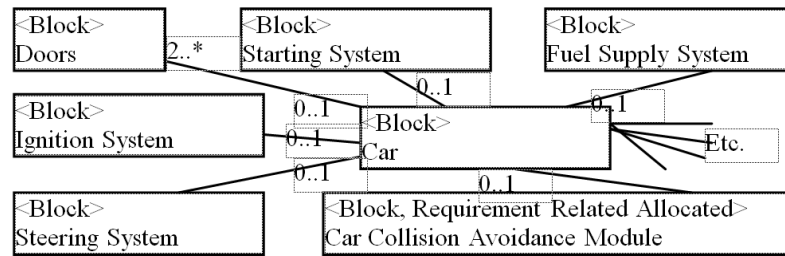 <Block>
Doors
2..*
<Block>
Starting System
<Block>
Fuel Supply System
0..1
0..1
0..1
<Block>
Ignition System
0..1
<Block>
Car
Etc.
0..1
0..1
<Block>
Steering System
<Block, Requirement Related Allocated>
Car Collision Avoidance Module